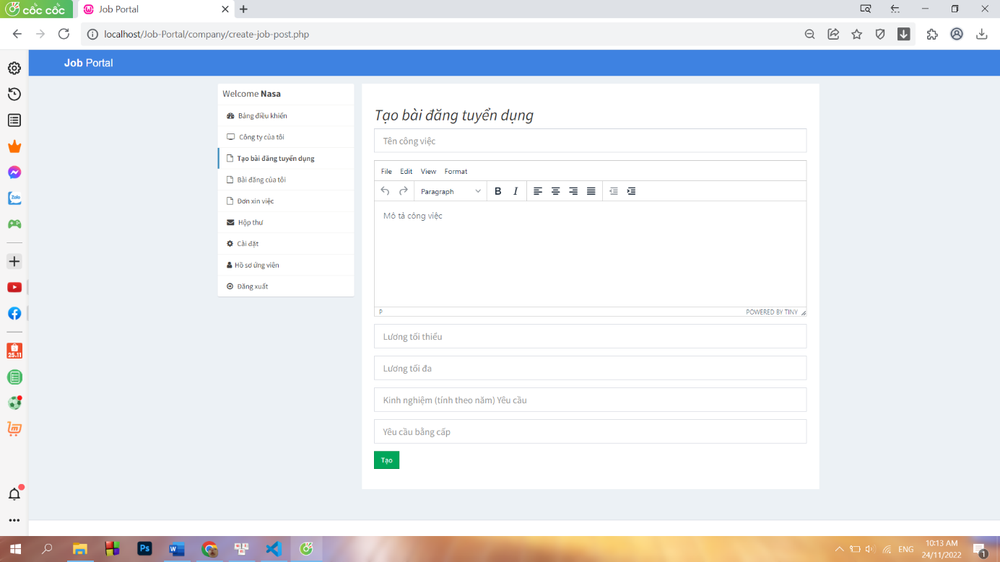 cốc cốc
Job Portal
localhost/Job-Portal/company/create-job-post.php
Job Portal
Welcome Nasa
Bảng điều khiển
Công ty của tôi
Tạo bài đăng tuyển dụng
Bài đăng của tôi
Đơn xin việc
Hộp thư
Cài đặt
Hồ sơ ứng viên
Đăng xuất
Tạo bài đăng tuyển dụng
Tên công việc
File Edit View Format
Paragraph B I
Mô tả công việc
P POWERED BY TINY
Lương tối thiểu
Lương tối đa
Kinh nghiệm (tính theo năm) Yêu cầu
Yêu cầu bằng cấp
Tạo
Zalo
25.11
Ps
ENG
10:13 AM
24/11/2022
1